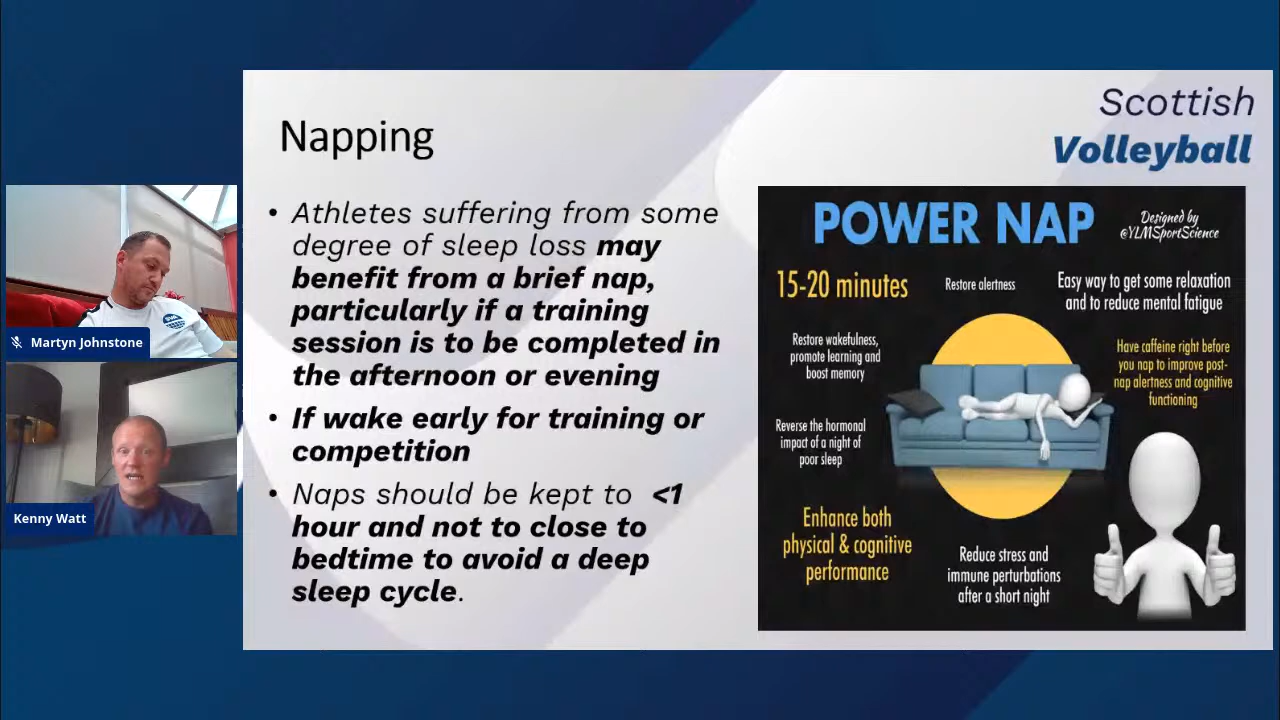 Scottish
Volleyball
Napping
• Athletes suffering from some
degree of sleep loss may
benefit from a brief nap,
particularly if a training
session is to be completed in
the afternoon or evening
• If wake early for training or
competition
• Naps should be kept to <1
hour and not to close to
bedtime to avoid a deep
sleep cycle.
POWER NAP
Designed by
@YLMSportScience
15-20 minutes
Restore alertness
Easy way to get some relaxation
and to reduce mental fatigue
Restore wakefulness,
promote learning and
boost memory
Have caffeine right before
you nap to improve post-
nap alertness and cognitive
functioning
Reverse the hormonal
impact of a night of
poor sleep
Enhance both
physical & cognitive
performance
Reduce stress and
immune perturbations
after a short night
Martyn Johnstone
Kenny Watt